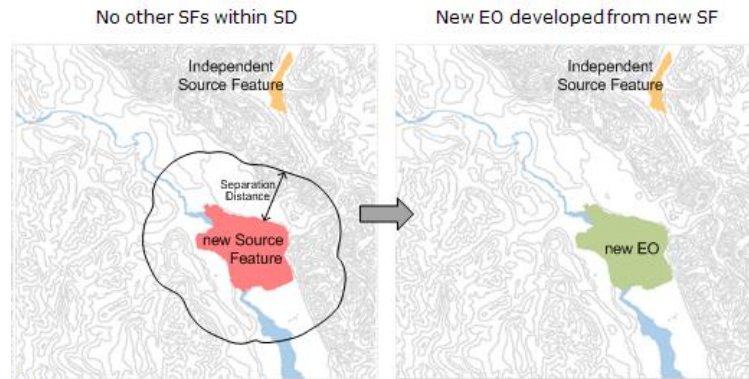 No other SFs within SD
New EO developed from new SF
Independent
Source Feature
Separation
Distance
new Source
Feature
Independent
Source Feature
new EO